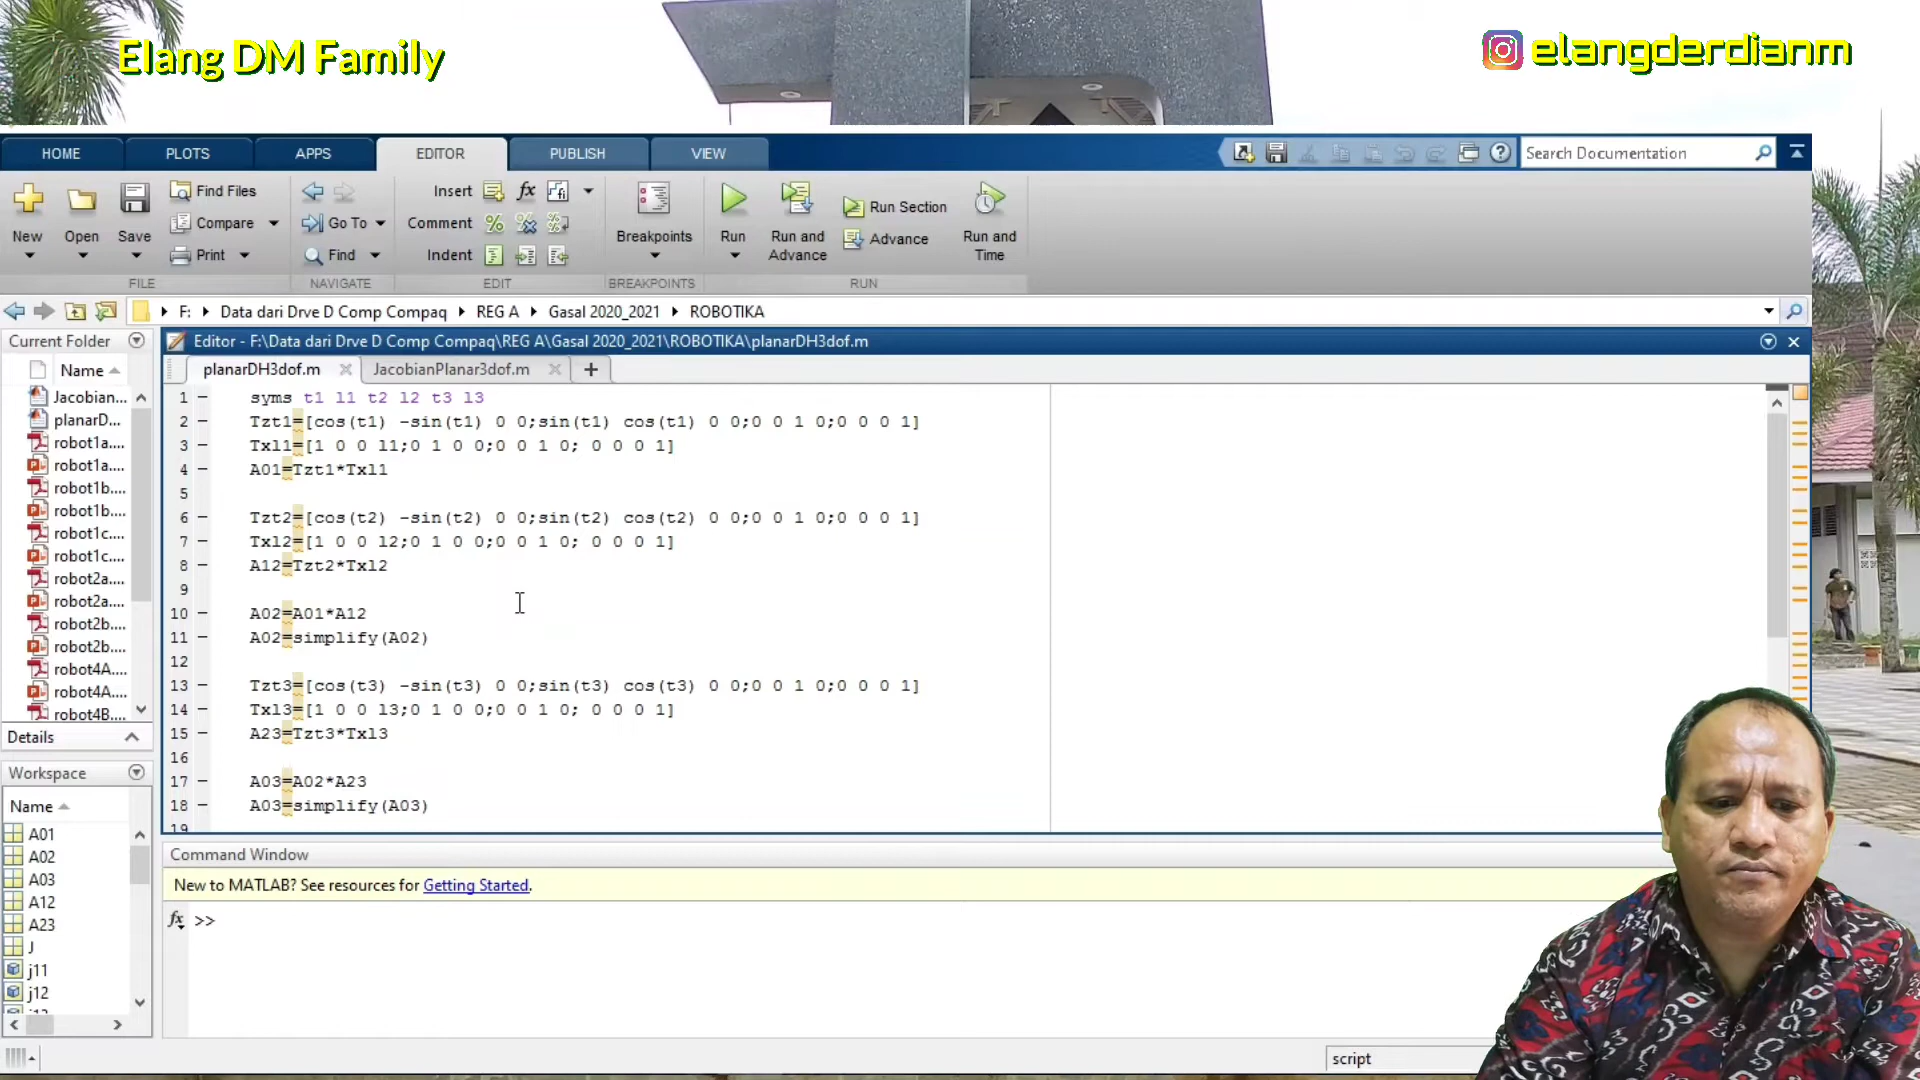 Elang DM Family
elangderdianm
HOME PLOTS APPS EDITOR PUBLISH VIEW
Search Documentation
New
Open
Save
Find Files
Compare
Print
FILE
Go To
Find
NAVIGATE
Insert
Comment
Indent
EDIT
Breakpoints
BREAKPOINTS
Run
Run and Advance
Run Section
Advance
Run and Time
RUN
F: Data dari Drve D Comp Compaq REG A Gasal 2020_2021 ROBOTIKA
Current Folder
Name
Jacobian...
planarD...
robot1a....
robot1a....
robot1b....
robot1b....
robot1c....
robot1c....
robot2a....
robot2a....
robot2b....
robot2b....
robot4A....
robot4A....
robot4B....
Details
Workspace
Name
A01
A02
A03
A12
A23
J
j11
j12
Editor - F:\Data dari Drve D Comp Compaq\REG A\Gasal 2020_2021\ROBOTIKA\planarDH3dof.m
planarDH3dof.m JacobianPlanar3dof.m +
1 syms t1 l1 t2 l2 t3 l3
2 Tzt1=[cos(t1) -sin(t1) 0 0;sin(t1) cos(t1) 0 0;0 0 1 0;0 0 0 1]
3 Txl1=[1 0 0 l1;0 1 0 0;0 0 1 0; 0 0 0 1]
4 A01=Tzt1*Txl1
5
6 Tzt2=[cos(t2) -sin(t2) 0 0;sin(t2) cos(t2) 0 0;0 0 1 0;0 0 0 1]
7 Txl2=[1 0 0 l2;0 1 0 0;0 0 1 0; 0 0 0 1]
8 A12=Tzt2*Txl2
9
10 A02=A01*A12
11 A02=simplify(A02)
12
13 Tzt3=[cos(t3) -sin(t3) 0 0;sin(t3) cos(t3) 0 0;0 0 1 0;0 0 0 1]
14 Txl3=[1 0 0 l3;0 1 0 0;0 0 1 0; 0 0 0 1]
15 A23=Tzt3*Txl3
16
17 A03=A02*A23
18 A03=simplify(A03)
19
Command Window
New to MATLAB? See resources for Getting Started.
fx >>
script